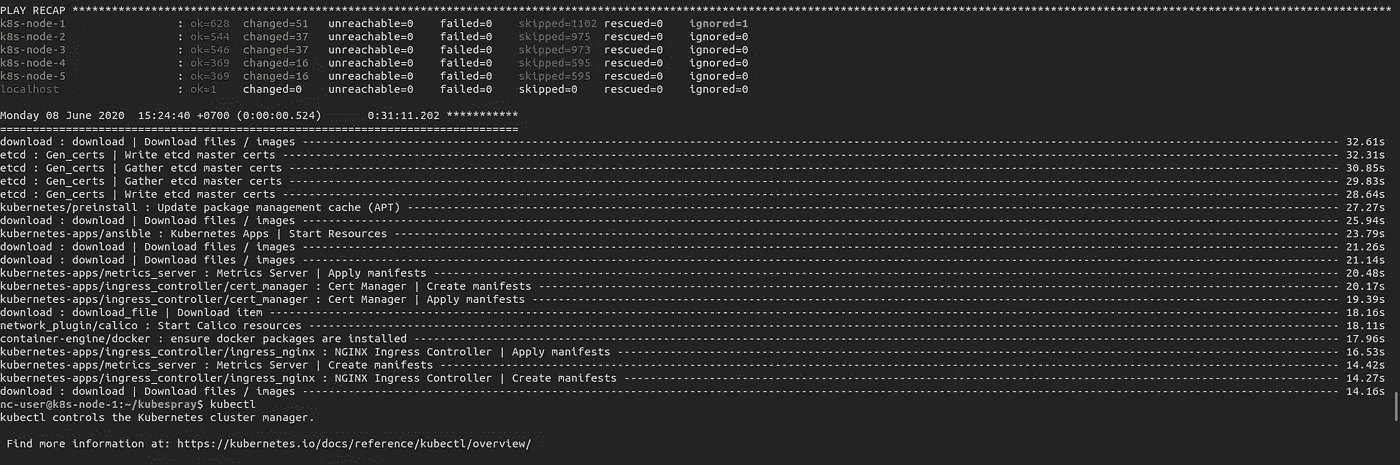 PLAY RECAP ****************************************************************************************************************************************************************************************************
k8s-node-1                 : ok=628  changed=51   unreachable=0    failed=0    skipped=1102 rescued=0    ignored=1
k8s-node-2                 : ok=544  changed=37   unreachable=0    failed=0    skipped=975  rescued=0    ignored=0
k8s-node-3                 : ok=546  changed=37   unreachable=0    failed=0    skipped=973  rescued=0    ignored=0
k8s-node-4                 : ok=369  changed=16   unreachable=0    failed=0    skipped=595  rescued=0    ignored=0
k8s-node-5                 : ok=369  changed=16   unreachable=0    failed=0    skipped=595  rescued=0    ignored=0
localhost                  : ok=1    changed=0    unreachable=0    failed=0    skipped=0    rescued=0    ignored=0
Monday 08 June 2020  15:24:40 +0700 (0:00:00.524)       0:31:11.202 ***********
===============================================================================
download : download | Download files / images ------------------------------ 32.61s
etcd : Gen_certs | Write etcd master certs ------------------------------ 32.31s
etcd : Gen_certs | Gather etcd master certs ------------------------------ 30.85s
etcd : Gen_certs | Gather etcd master certs ------------------------------ 29.83s
etcd : Gen_certs | Write etcd master certs ------------------------------ 28.64s
kubernetes/preinstall : Update package management cache (APT) ------------------------------ 27.27s
download : download | Download files / images ------------------------------ 25.94s
kubernetes-apps/ansible : Kubernetes Apps | Start Resources ------------------------------ 23.79s
download : download | Download files / images ------------------------------ 21.26s
download : download | Download files / images ------------------------------ 21.14s
kubernetes-apps/metrics_server : Metrics Server | Apply manifests ------------------------------ 20.48s
kubernetes-apps/ingress_controller/cert_manager : Cert Manager | Create manifests ------------------------------ 20.17s
kubernetes-apps/ingress_controller/cert_manager : Cert Manager | Apply manifests ------------------------------ 19.39s
download : download_file | Download item ------------------------------ 18.16s
network_plugin/calico : Start Calico resources ------------------------------ 18.11s
container-engine/docker : ensure docker packages are installed ------------------------------ 17.96s
kubernetes-apps/ingress_controller/ingress_nginx : NGINX Ingress Controller | Apply manifests ------------------------------ 16.53s
kubernetes-apps/metrics_server : Metrics Server | Create manifests ------------------------------ 14.42s
kubernetes-apps/ingress_controller/ingress_nginx : NGINX Ingress Controller | Create manifests ------------------------------ 14.27s
download : download | Download files / images ------------------------------ 14.16s
nc-user@k8s-node-1:~/kubespray$ kubectl
kubectl controls the Kubernetes cluster manager.
Find more information at: https://kubernetes.io/docs/reference/kubectl/overview/